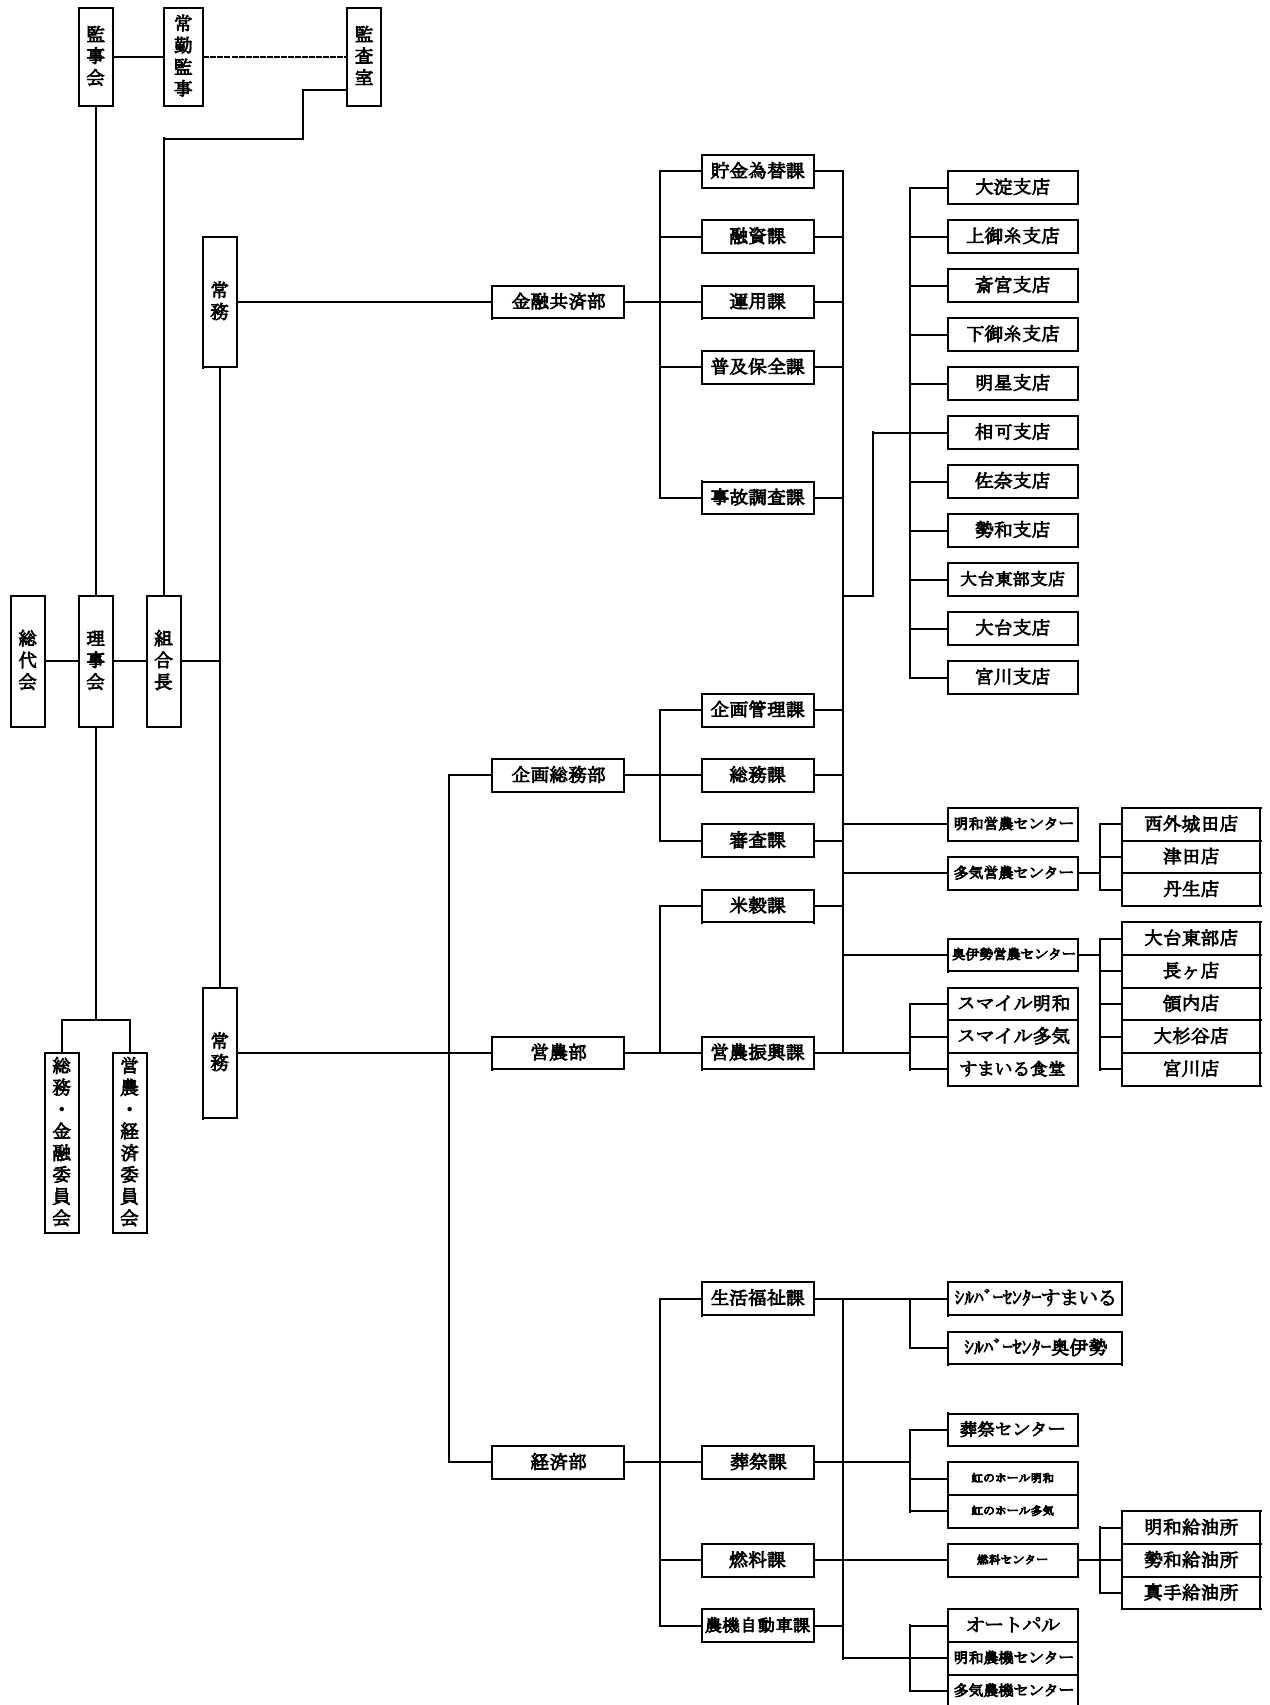 監事会
常勤監事
監査室
総代会
理事会
組合長
総務・金融委員会
営農・経済委員会
常務
常務
金融共済部
貯金為替課
融資課
運用課
普及保全課
事故調査課
大淀支店
上御糸支店
斎宮支店
下御糸支店
明星支店
相可支店
佐奈支店
勢和支店
大台東部支店
大台支店
宮川支店
企画総務部
企画管理課
総務課
審査課
営農部
米穀課
営農振興課
明和営農センター
多気営農センター
西外城田店
津田店
丹生店
奥伊勢営農センター
大台東部店
長ヶ店
領内店
大杉谷店
宮川店
スマイル明和
スマイル多気
すまいる食堂
経済部
生活福祉課
ｼﾙﾊﾞｰｾﾝﾀｰすまいる
ｼﾙﾊﾞｰｾﾝﾀｰ奥伊勢
葬祭課
葬祭センター
虹のホール明和
虹のホール多気
燃料課
燃料センター
明和給油所
勢和給油所
真手給油所
農機自動車課
オートパル
明和農機センター
多気農機センター